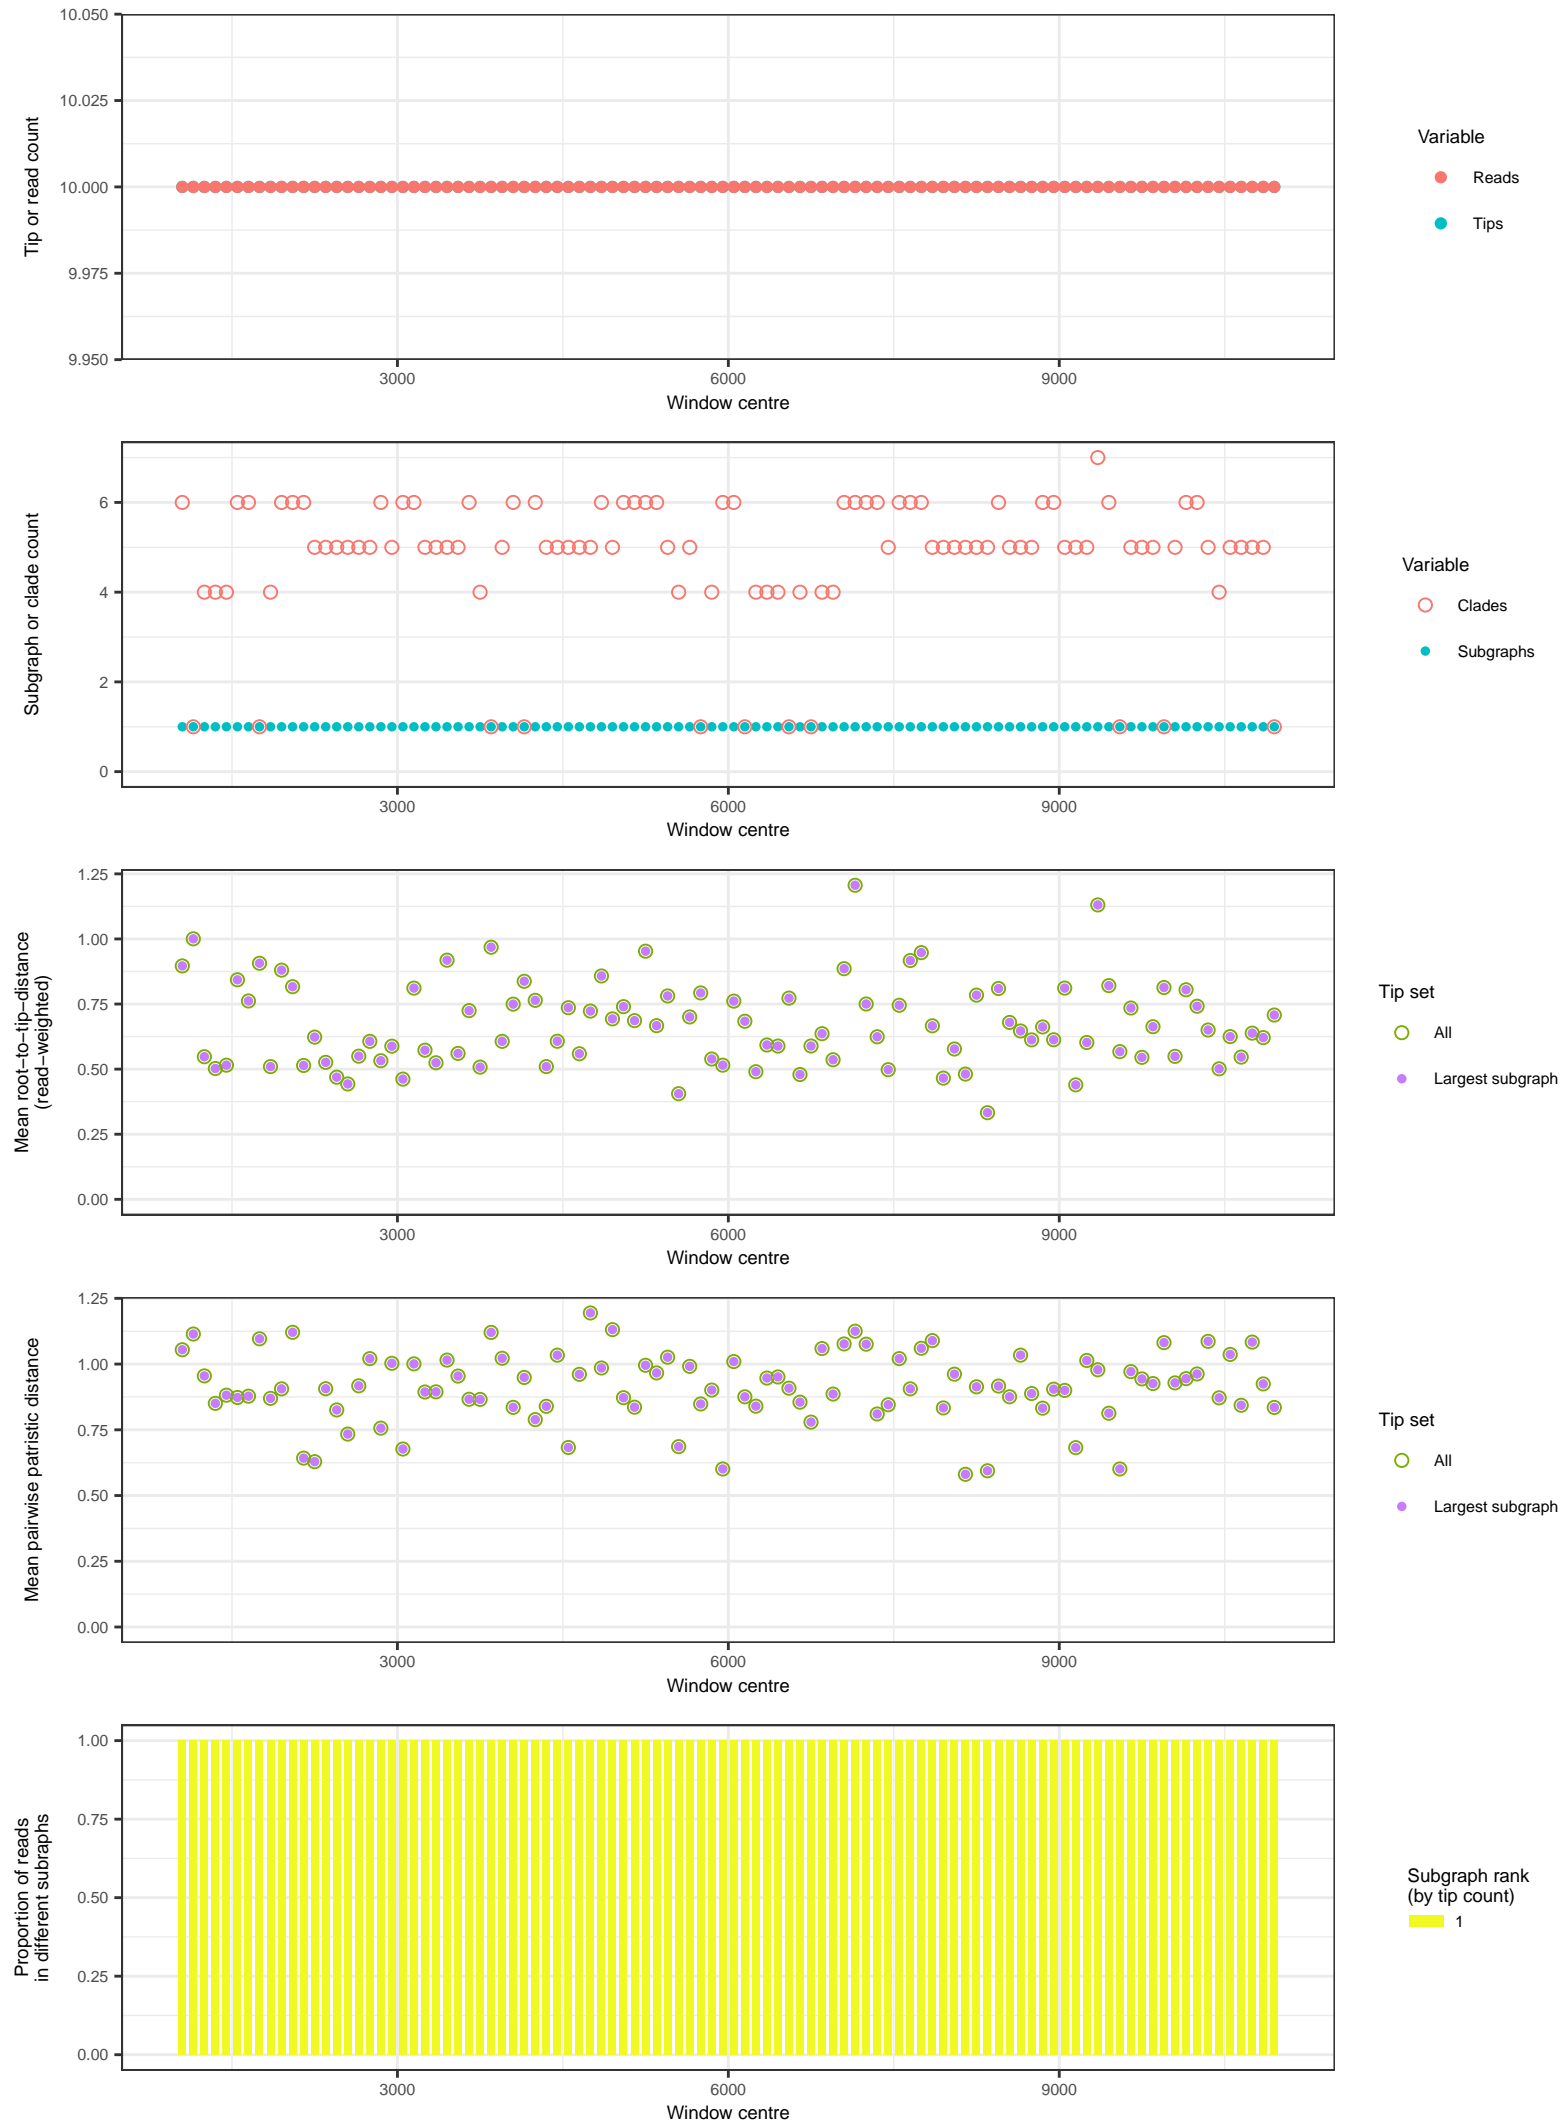 10.050
10.025
10.000
9.975
9.950
Tip or read count
3000
6000
9000
Window centre
Variable
Reads
Tips
6
4
2
0
Subgraph or clade count
3000
6000
9000
Window centre
Variable
Clades
Subgraphs
1.25
1.00
0.75
0.50
0.25
0.00
Mean root−to−tip−distance
(read−weighted)
3000
6000
9000
Window centre
Tip set
All
Largest subgraph
1.25
1.00
0.75
0.50
0.25
0.00
Mean pairwise patristic distance
3000
6000
9000
Window centre
Tip set
All
Largest subgraph
1.00
0.75
0.50
0.25
0.00
Proportion of reads
in different subraphs
3000
6000
9000
Window centre
Subgraph rank
(by tip count)
1